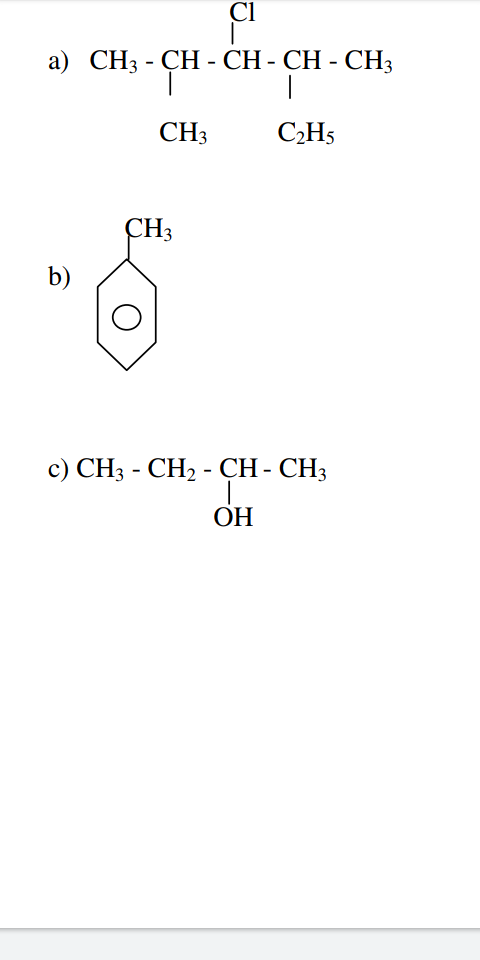 Cl
a) CH₃ - CH - CH - CH - CH₃
CH₃ C₂H₅
CH₃
b)
c) CH₃ - CH₂ - CH - CH₃
OH